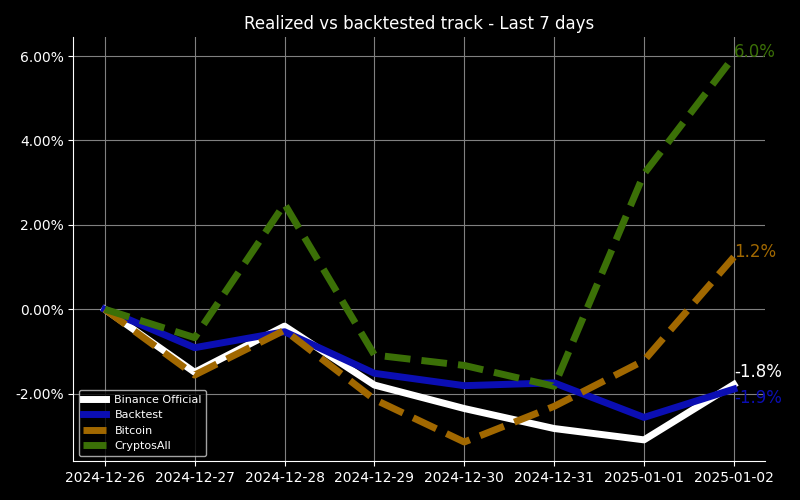 Realized vs backtested track - Last 7 days
6.00%
4.00%
2.00%
0.00%
-2.00%
6.0%
1.2%
-1.8%
-1.9%
Binance Official
Backtest
Bitcoin
CryptosAll
2024-12-26 2024-12-27 2024-12-28 2024-12-29 2024-12-30 2024-12-31 2025-01-01 2025-01-02